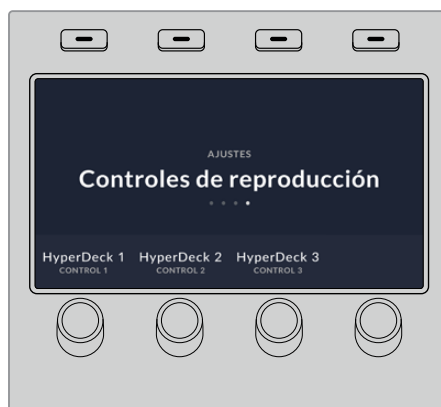 AJUSTES
Controles de reproducción
HyperDeck 1 HyperDeck 2 HyperDeck 3
CONTROL 1 CONTROL 2 CONTROL 3